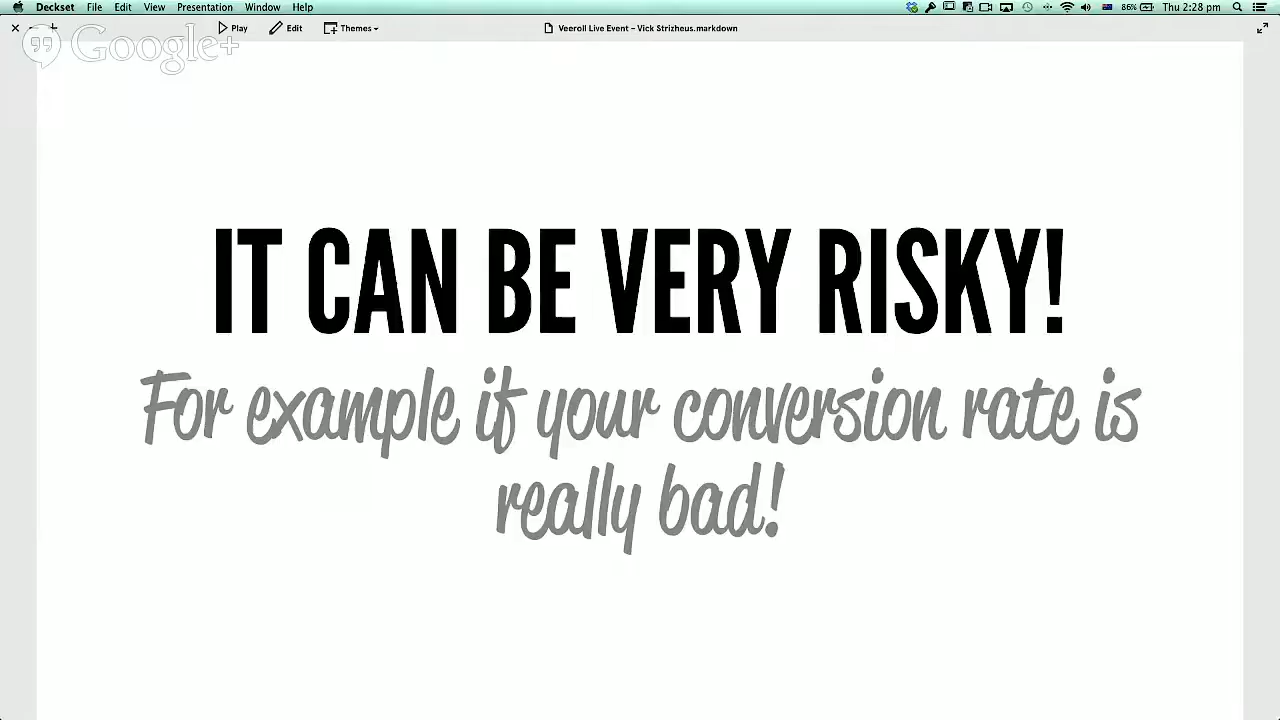 Deckset File Edit View Presentation Window Help 86% Thu 2:28 pm
Play Edit Themes Veeroll Live Event – Vick Strizheus.markdown
Google+
IT CAN BE VERY RISKY!
For example if your conversion rate is
really bad!